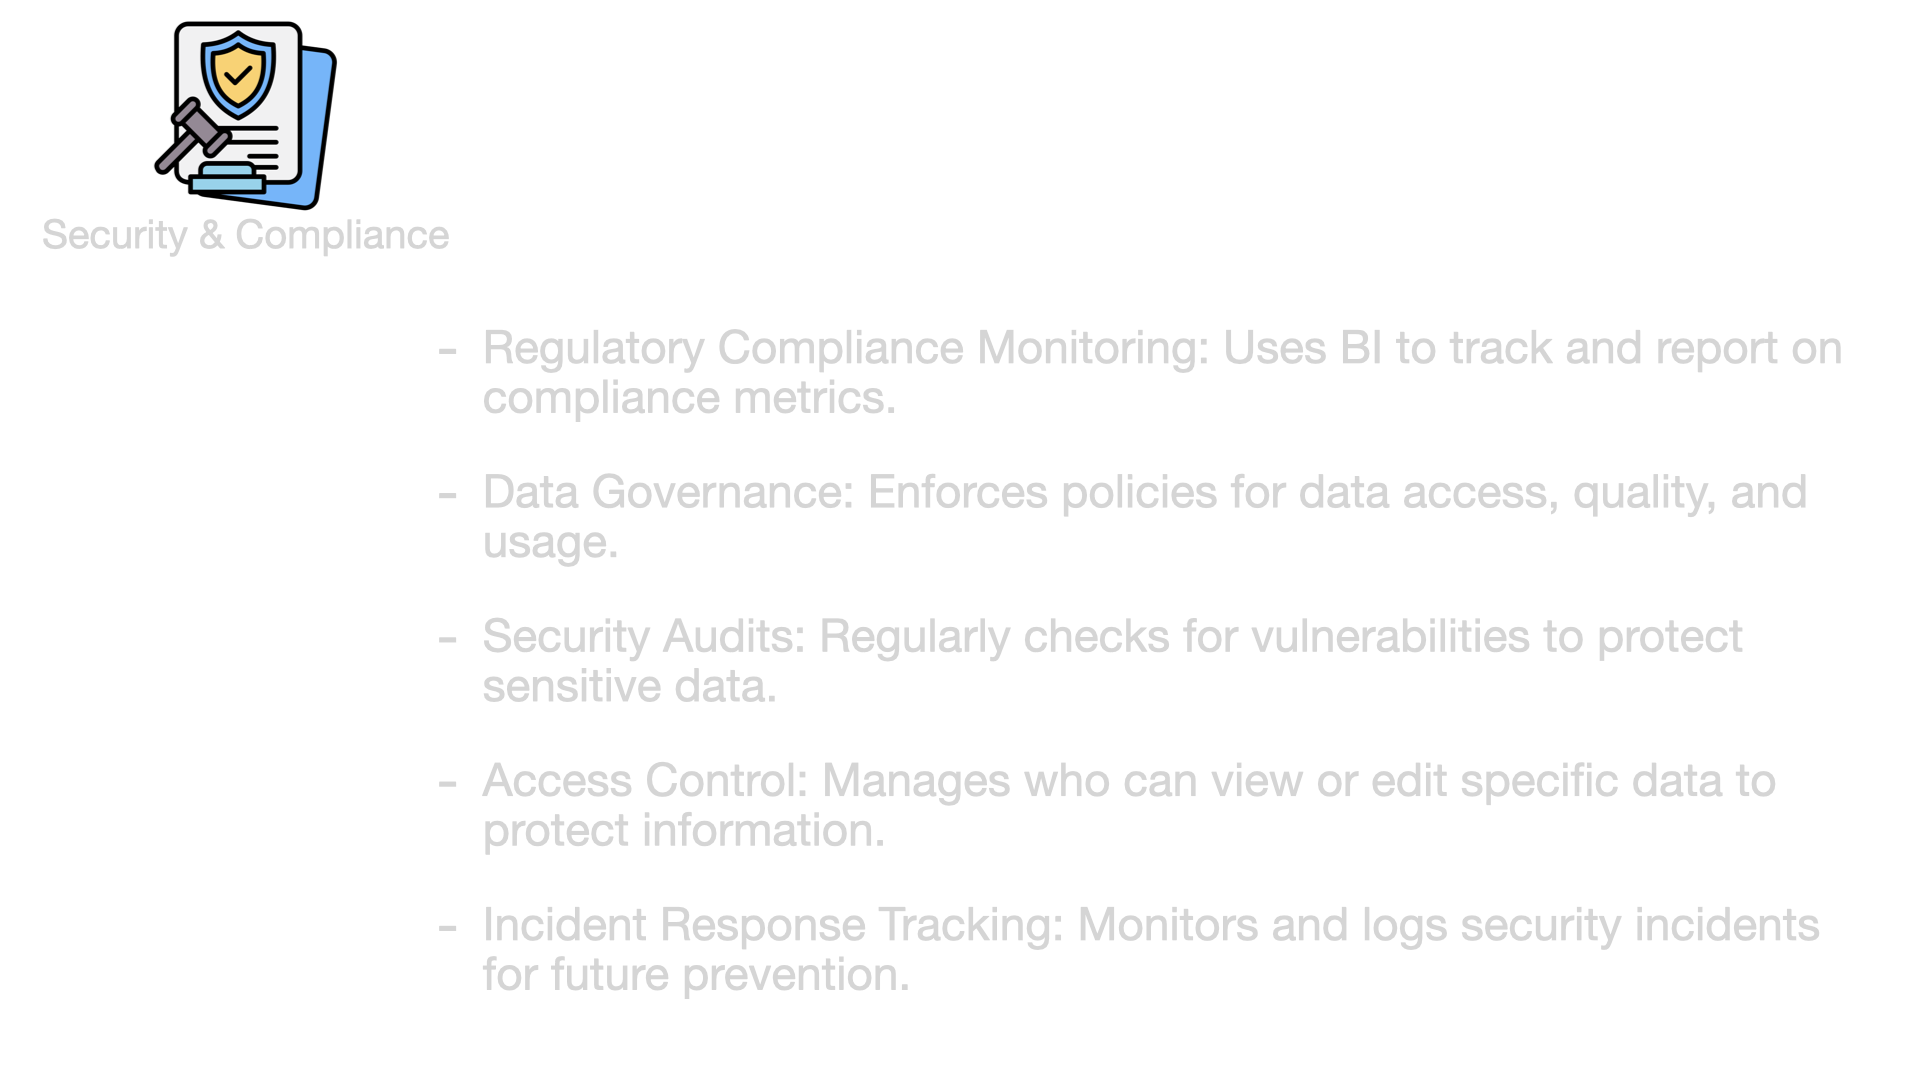 Security & Compliance
- Regulatory Compliance Monitoring: Uses BI to track and report on
compliance metrics.
- Data Governance: Enforces policies for data access, quality, and
usage.
- Security Audits: Regularly checks for vulnerabilities to protect
sensitive data.
- Access Control: Manages who can view or edit specific data to
protect information.
- Incident Response Tracking: Monitors and logs security incidents
for future prevention.